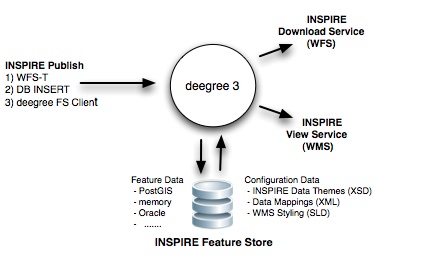 INSPIRE
Download Service
(WFS)
INSPIRE Publish
1) WFS-T
2) DB INSERT
3) deegree FS Client
deegree 3
INSPIRE
View Service
(WMS)
Feature Data
- PostGIS
- memory
- Oracle
- .......
Configuration Data
- INSPIRE Data Themes (XSD)
- Data Mappings (XML)
- WMS Styling (SLD)
INSPIRE Feature Store